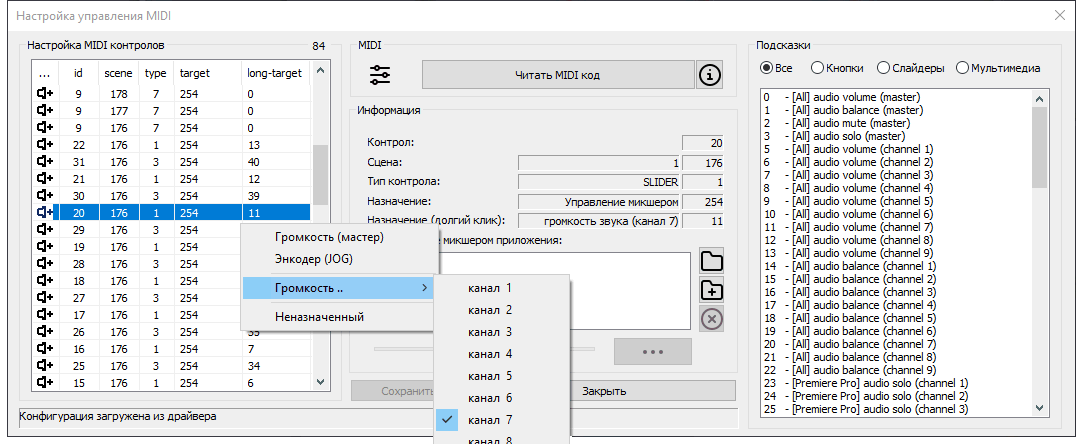 Настройка управления MIDI
Настройка MIDI контролов 84
... id scene type target long-target
9 178 7 254 0
9 177 7 254 0
9 176 7 254 0
22 176 1 254 13
31 176 3 254 40
21 176 1 254 12
30 176 3 254 39
20 176 1 254 11
29 176 3 254
19 176 1 254
28 176 3 254
18 176 1 254
27 176 3 254
17 176 1 254
26 176 3 254 35
16 176 1 254 7
25 176 3 254 34
15 176 1 254 6
Конфигурация загружена из драйвера
Громкость (мастер)
Энкодер (JOG)
Громкость ..
Неназначенный
канал 1
канал 2
канал 3
канал 4
канал 5
канал 6
канал 7
канал 8
MIDI
Читать MIDI код
Информация
Контрол: 20
Сцена: 1 176
Тип контрола: SLIDER 1
Назначение: Управление микшером 254
Назначение (долгий клик): громкость звука (канал 7) 11
микшером приложения:
Сохранить
Закрыть
Подсказки
Все Кнопки Слайдеры Мультимедиа
0 - [All] audio volume (master)
1 - [All] audio balance (master)
2 - [All] audio mute (master)
3 - [All] audio solo (master)
5 - [All] audio volume (channel 1)
6 - [All] audio volume (channel 2)
7 - [All] audio volume (channel 3)
8 - [All] audio volume (channel 4)
9 - [All] audio volume (channel 5)
10 - [All] audio volume (channel 6)
11 - [All] audio volume (channel 7)
12 - [All] audio volume (channel 8)
13 - [All] audio volume (channel 9)
14 - [All] audio balance (channel 1)
15 - [All] audio balance (channel 2)
16 - [All] audio balance (channel 3)
17 - [All] audio balance (channel 4)
18 - [All] audio balance (channel 5)
19 - [All] audio balance (channel 6)
20 - [All] audio balance (channel 7)
21 - [All] audio balance (channel 8)
22 - [All] audio balance (channel 9)
23 - [Premiere Pro] audio solo (channel 1)
24 - [Premiere Pro] audio solo (channel 2)
25 - [Premiere Pro] audio solo (channel 3)